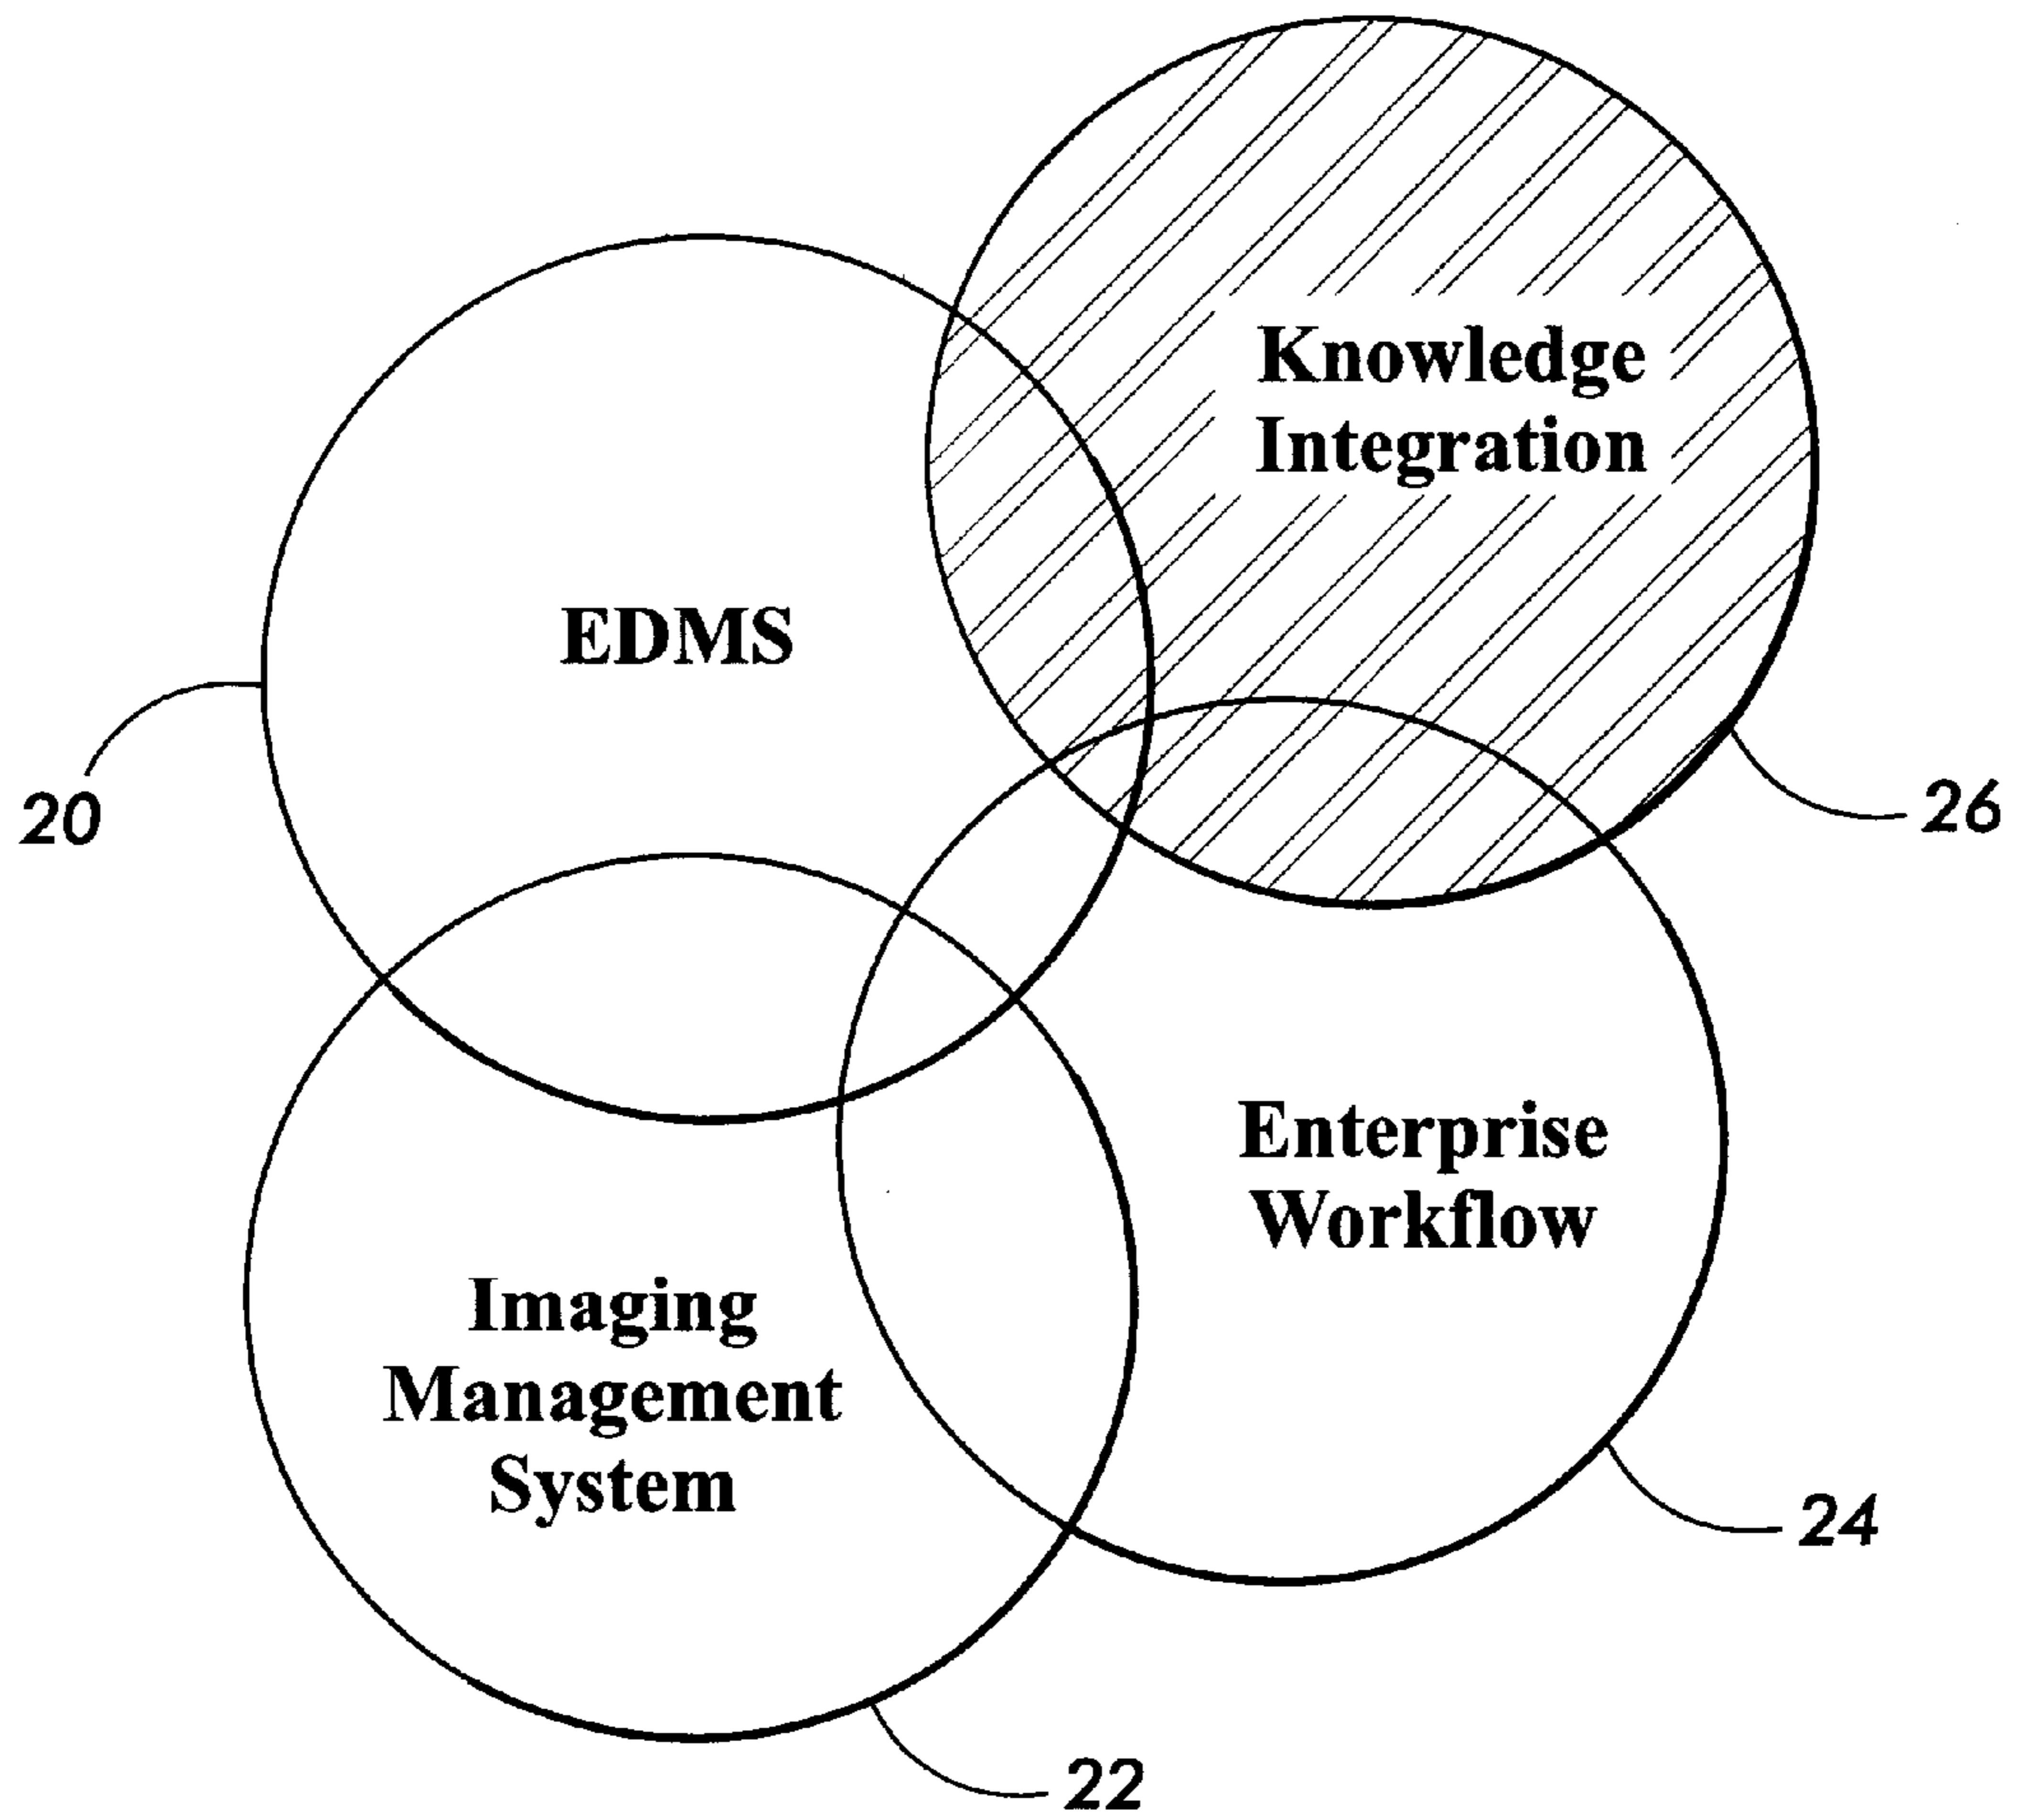 Knowledge
Integration
EDMS
20
26
Enterprise
Workflow
Imaging
Management
System
24
22